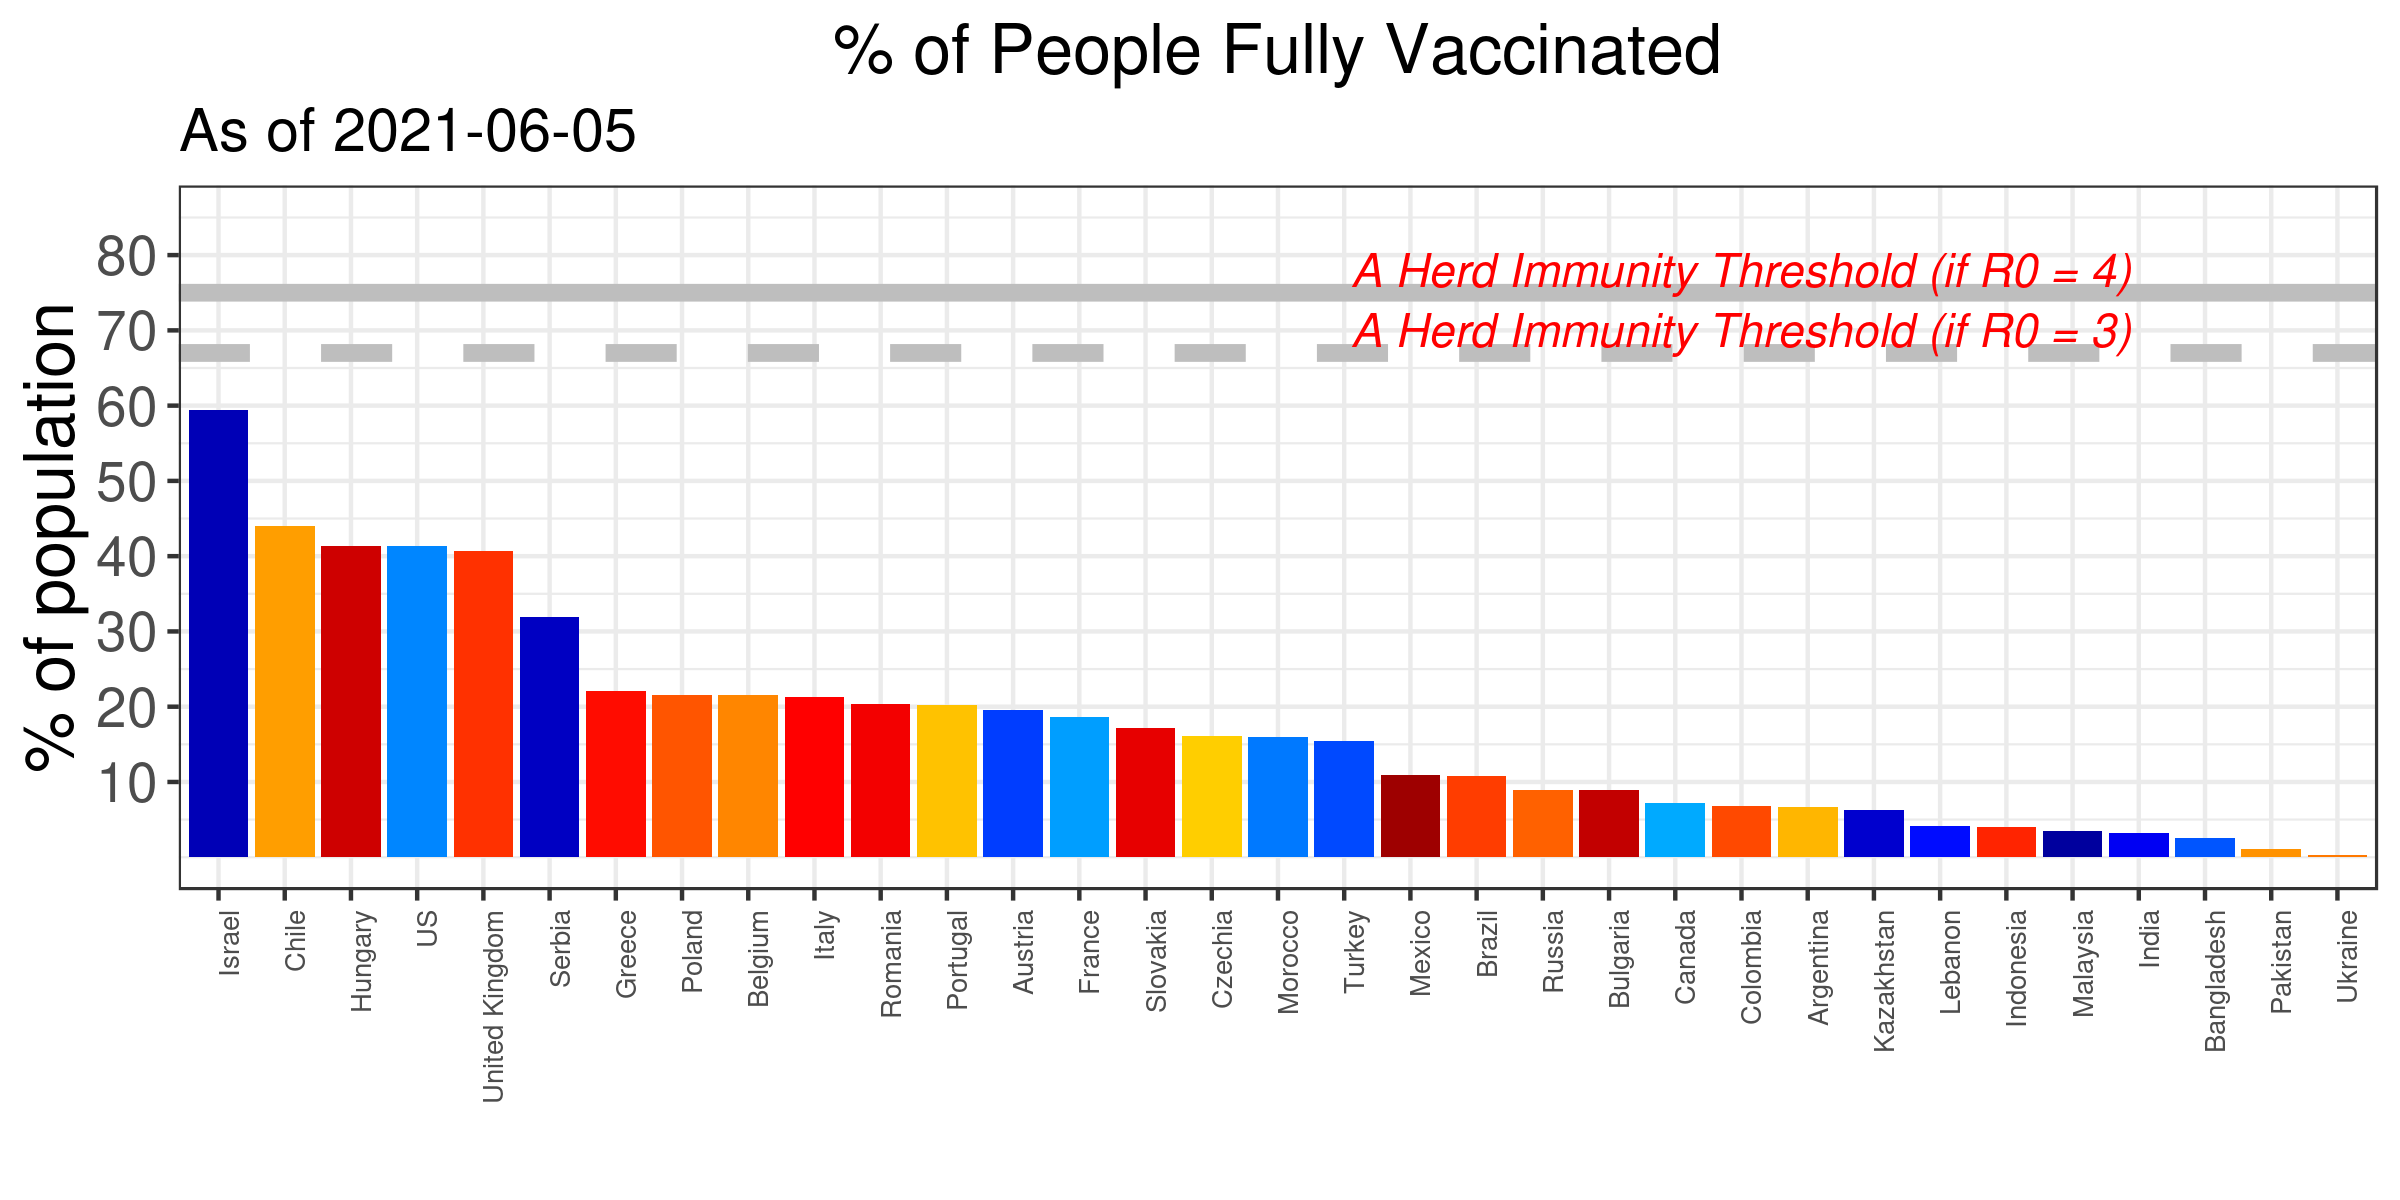 % of People Fully Vaccinated
As of 2021-06-05
% of population
80
70
60
50
40
30
20
10
A Herd Immunity Threshold (if R0 = 4)
A Herd Immunity Threshold (if R0 = 3)
Israel
Chile
Hungary
US
United Kingdom
Serbia
Greece
Poland
Belgium
Italy
Romania
Portugal
Austria
France
Slovakia
Czechia
Morocco
Turkey
Mexico
Brazil
Russia
Bulgaria
Canada
Colombia
Argentina
Kazakhstan
Lebanon
Indonesia
Malaysia
India
Bangladesh
Pakistan
Ukraine